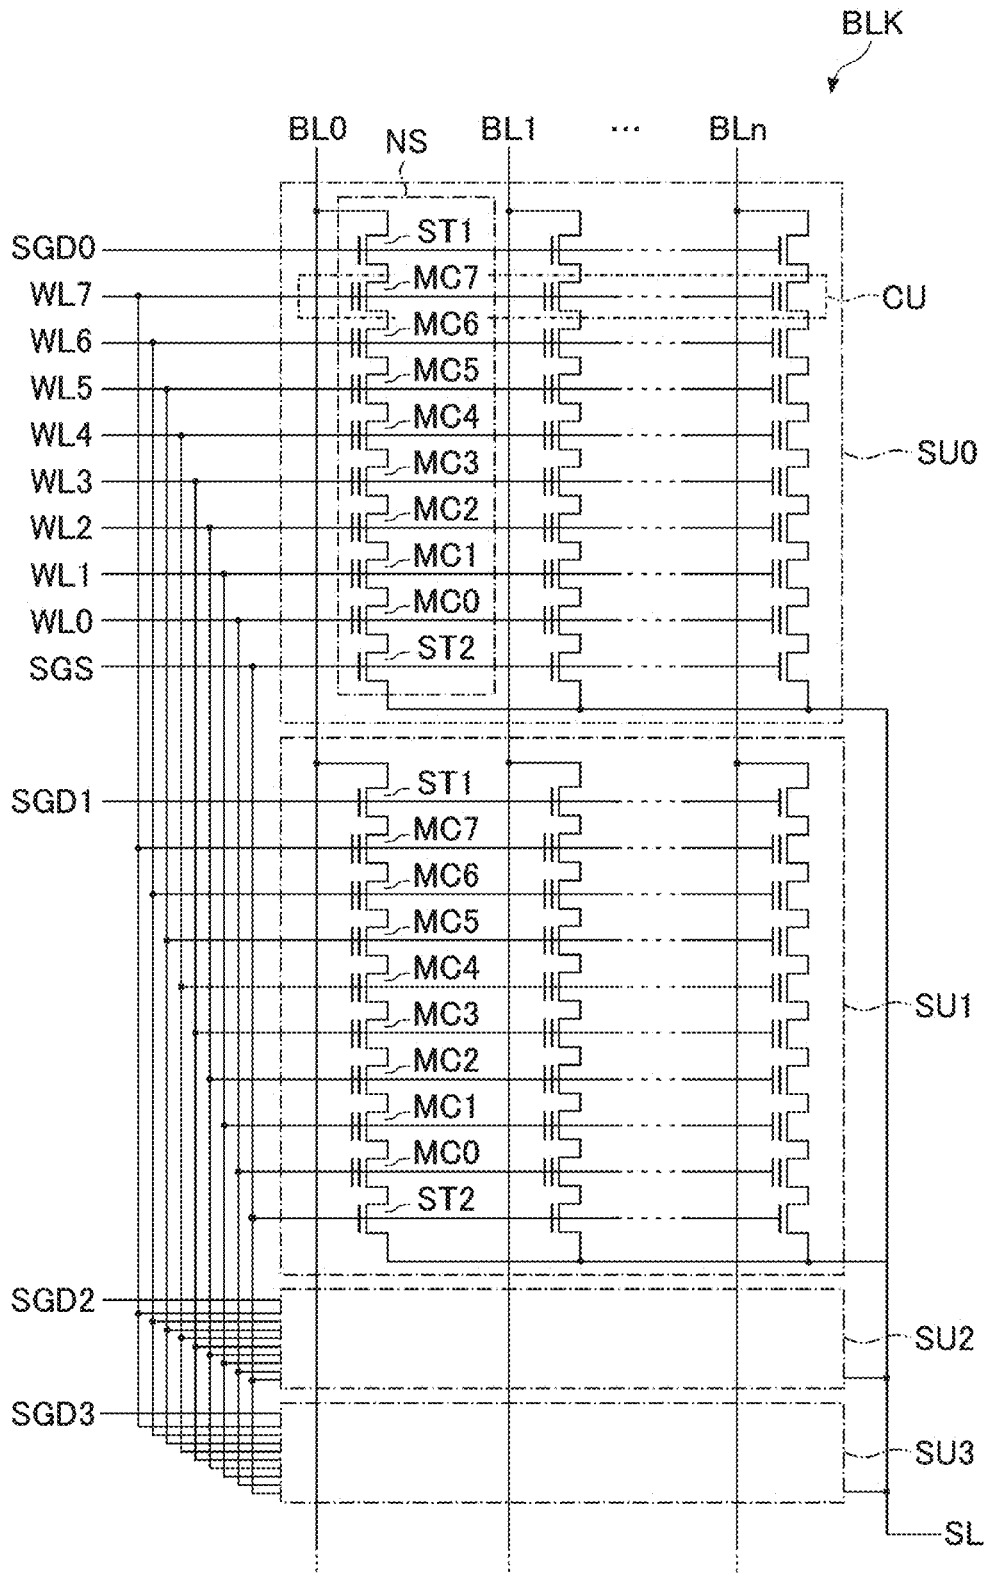 BLK
BL0 NS BL1 ... BLn
SGD0 ST1
WL7 MC7 CU
WL6 MC6
WL5 MC5
WL4 MC4 SU0
WL3 MC3
WL2 MC2
WL1 MC1
WL0 MC0
SGS ST2
SGD1 ST1
MC7
MC6
MC5
MC4
MC3 SU1
MC2
MC1
MC0
ST2
SGD2
SU2
SGD3
SU3
SL